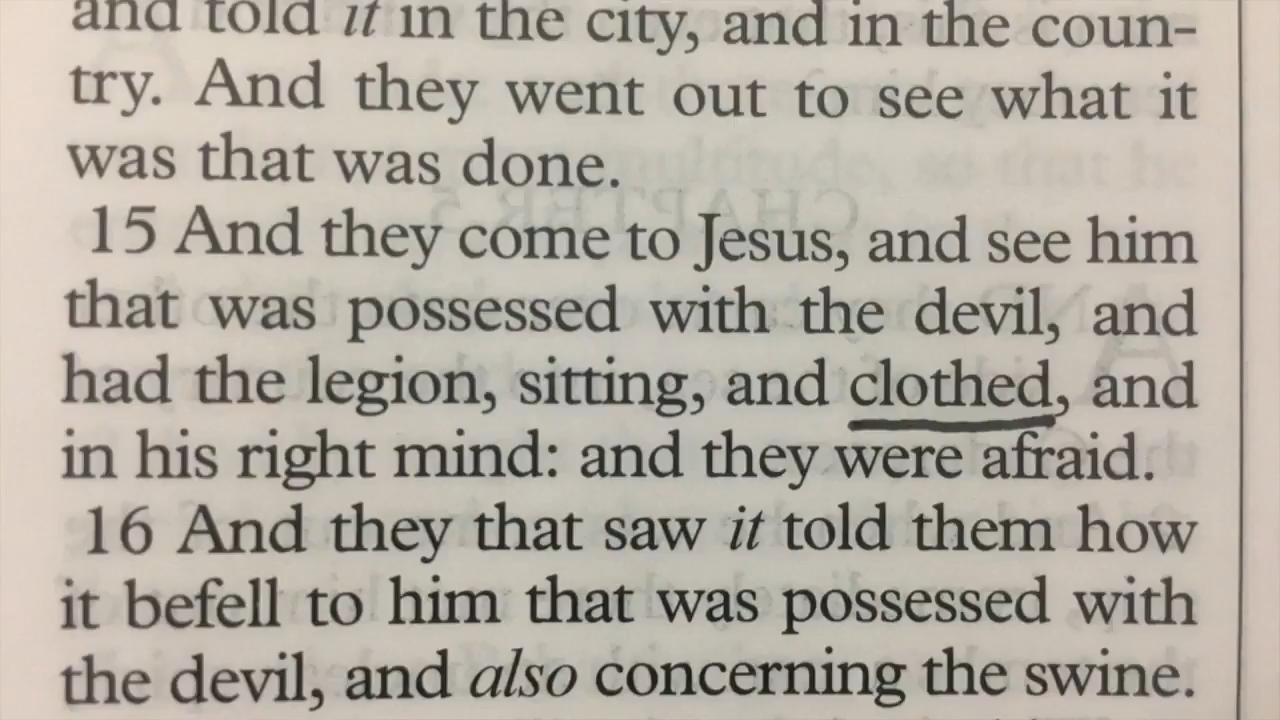 and told it in the city, and in the coun-
try. And they went out to see what it
was that was done.
15 And they come to Jesus, and see him
that was possessed with the devil, and
had the legion, sitting, and clothed, and
in his right mind: and they were afraid.
16 And they that saw it told them how
it befell to him that was possessed with
the devil, and also concerning the swine.